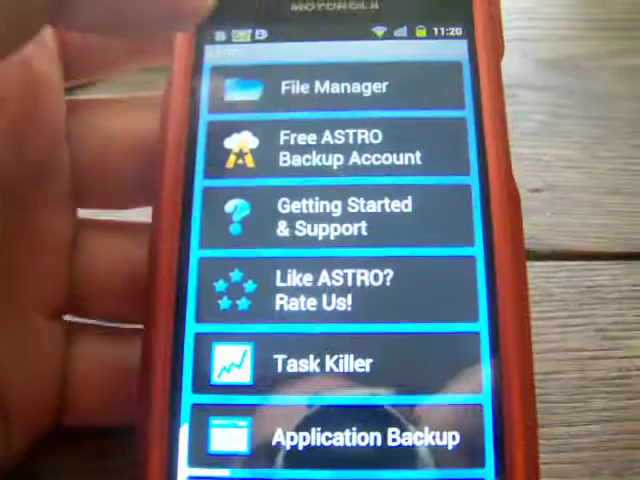 MOTOROLA
11:20
File Manager
Free ASTRO
Backup Account
Getting Started
& Support
Like ASTRO?
Rate Us!
Task Killer
Application Backup